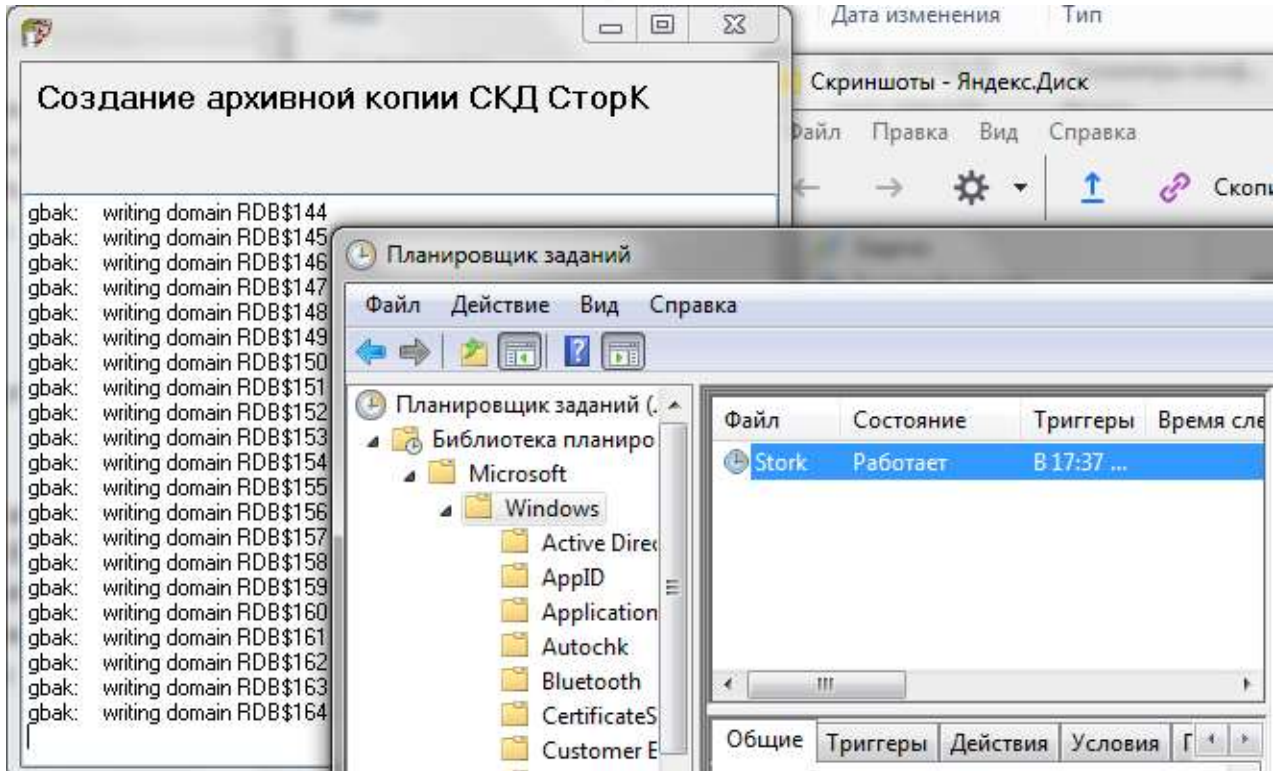 Создание архивной копии СКД СторК
gbak: writing domain RDB$144
gbak: writing domain RDB$145
gbak: writing domain RDB$146
gbak: writing domain RDB$147
gbak: writing domain RDB$148
gbak: writing domain RDB$149
gbak: writing domain RDB$150
gbak: writing domain RDB$151
gbak: writing domain RDB$152
gbak: writing domain RDB$153
gbak: writing domain RDB$154
gbak: writing domain RDB$155
gbak: writing domain RDB$156
gbak: writing domain RDB$157
gbak: writing domain RDB$158
gbak: writing domain RDB$159
gbak: writing domain RDB$160
gbak: writing domain RDB$161
gbak: writing domain RDB$162
gbak: writing domain RDB$163
gbak: writing domain RDB$164
Дата изменения Тип
Скриншоты - Яндекс.Диск
Файл Правка Вид Справка
Скопи
Планировщик заданий
Файл Действие Вид Справка
Планировщик заданий (.
Библиотека планиро
Microsoft
Windows
Active Direc
AppID
Application
Autochk
Bluetooth
CertificateS
Customer E
Файл Состояние Триггеры Время сле
Stork Работает В 17:37 ...
Общие Триггеры Действия Условия П